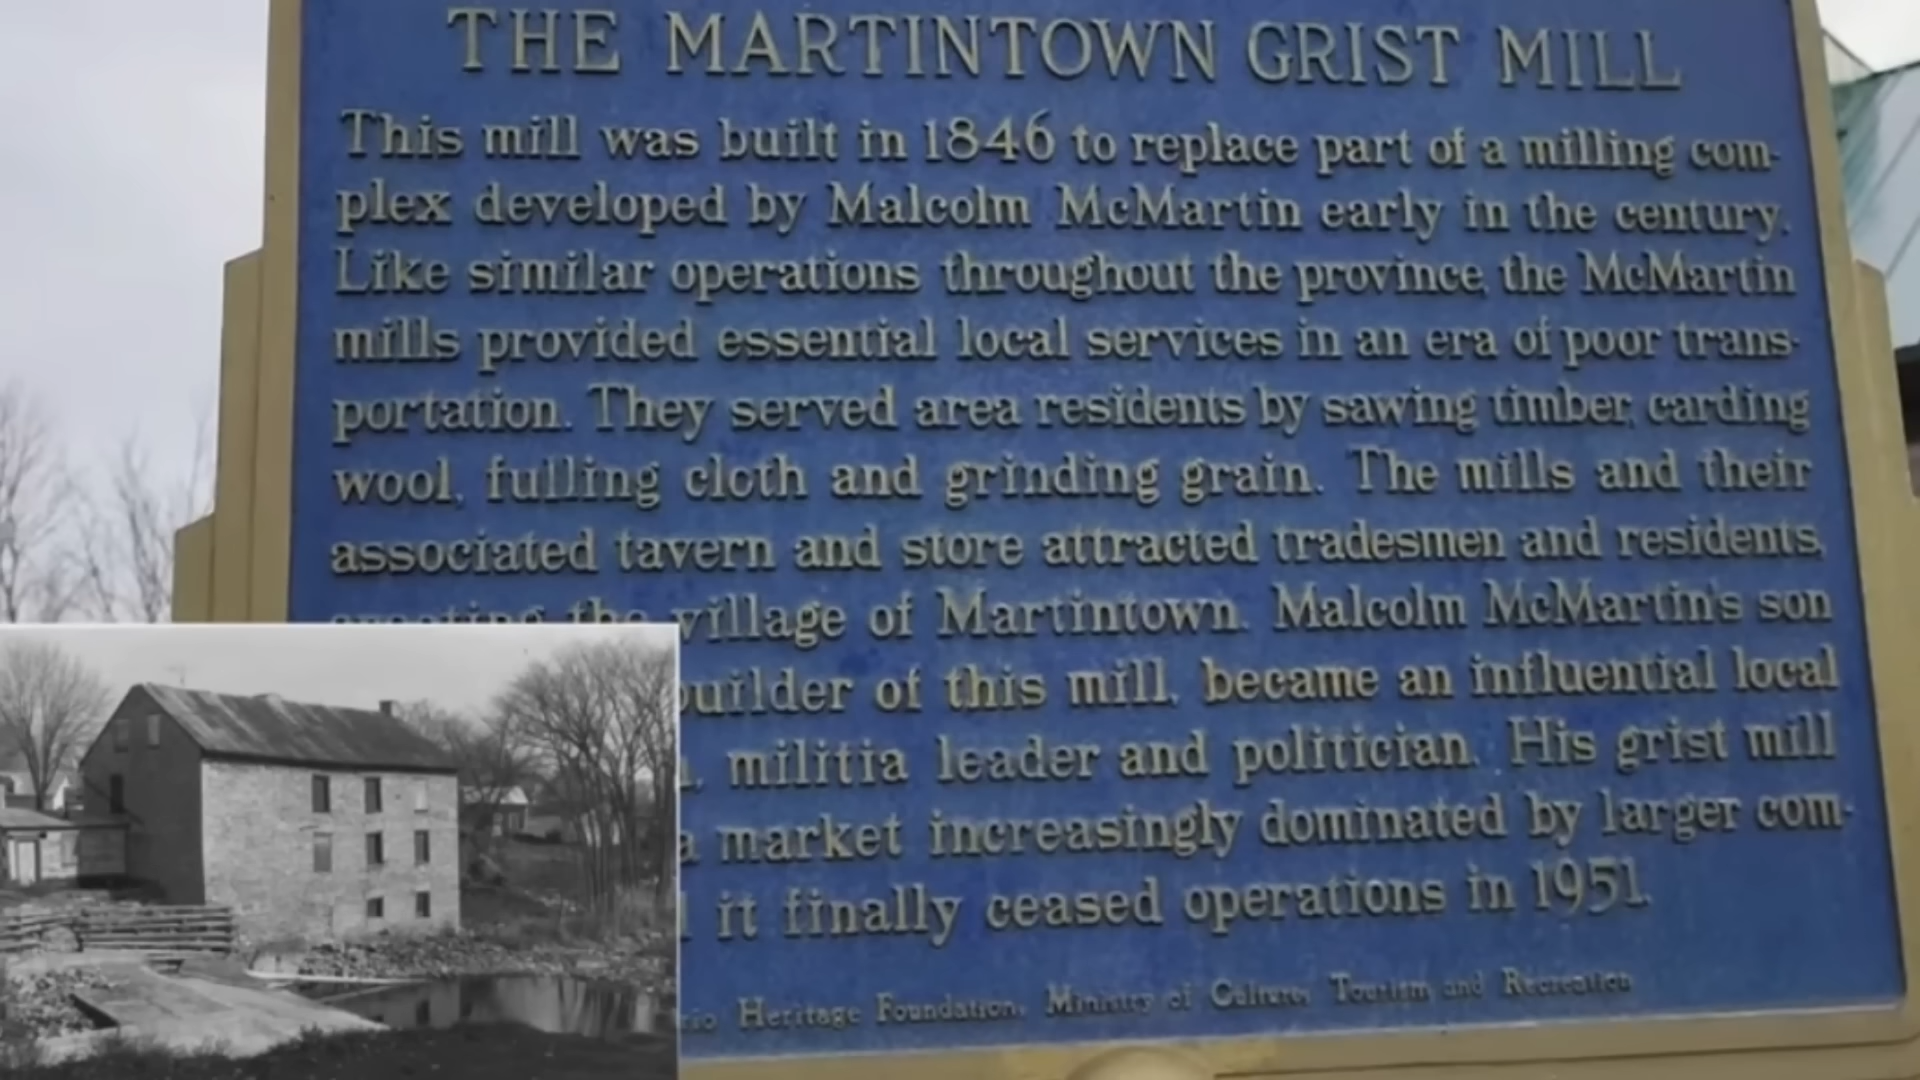 THE MARTINTOWN GRIST MILL
This mill was built in 1846 to replace part of a milling com-
plex developed by Malcolm McMartin early in the century.
Like similar operations throughout the province, the McMartin
mills provided essential local services in an era of poor trans-
portation. They served area residents by sawing timber, carding
wool, fulling cloth and grinding grain. The mills and their
associated tavern and store attracted tradesmen and residents,
the village of Martintown. Malcolm McMartin's son
builder of this mill, became an influential local
militia leader and politician. His grist mill
a market increasingly dominated by larger com-
it finally ceased operations in 1951.
Heritage Foundation, Ministry of Culture, Tourism and Recreation